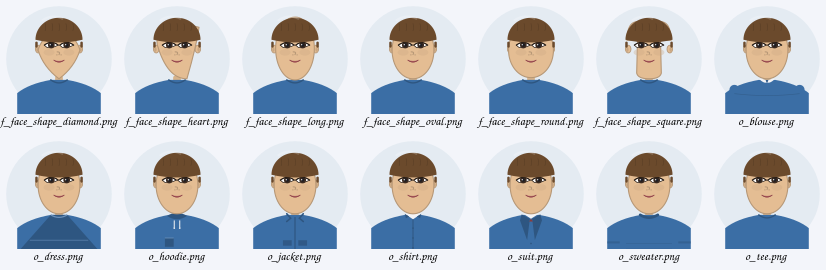 f_face_shape_diamond.png f_face_shape_heart.png f_face_shape_long.png f_face_shape_oval.png f_face_shape_round.png f_face_shape_square.png o_blouse.png
o_dress.png o_hoodie.png o_jacket.png o_shirt.png o_suit.png o_sweater.png o_tee.png